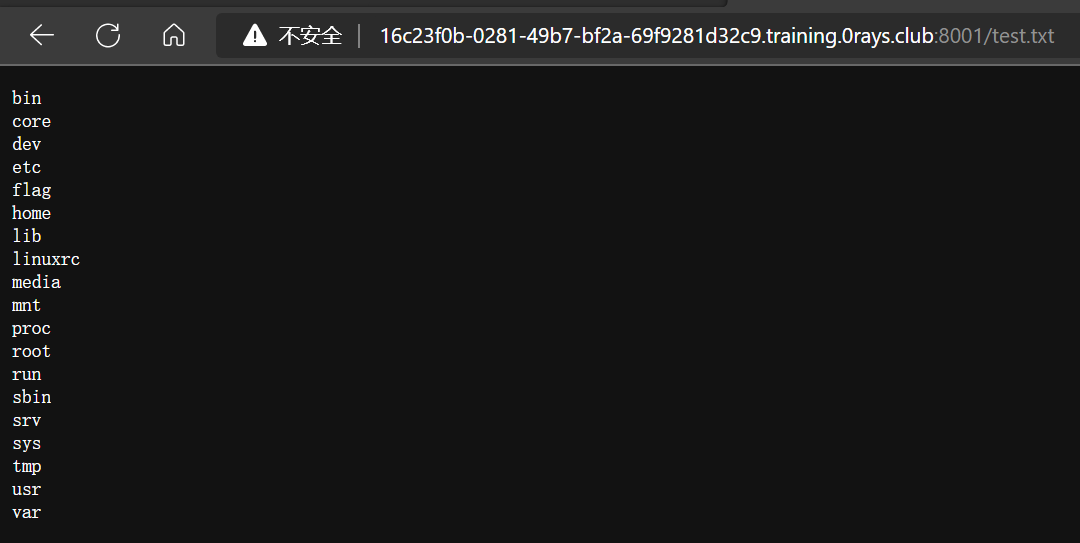 不安全 16c23f0b-0281-49b7-bf2a-69f9281d32c9.training.0rays.club:8001/test.txt
bin
core
dev
etc
flag
home
lib
linuxrc
media
mnt
proc
root
run
sbin
srv
sys
tmp
usr
var